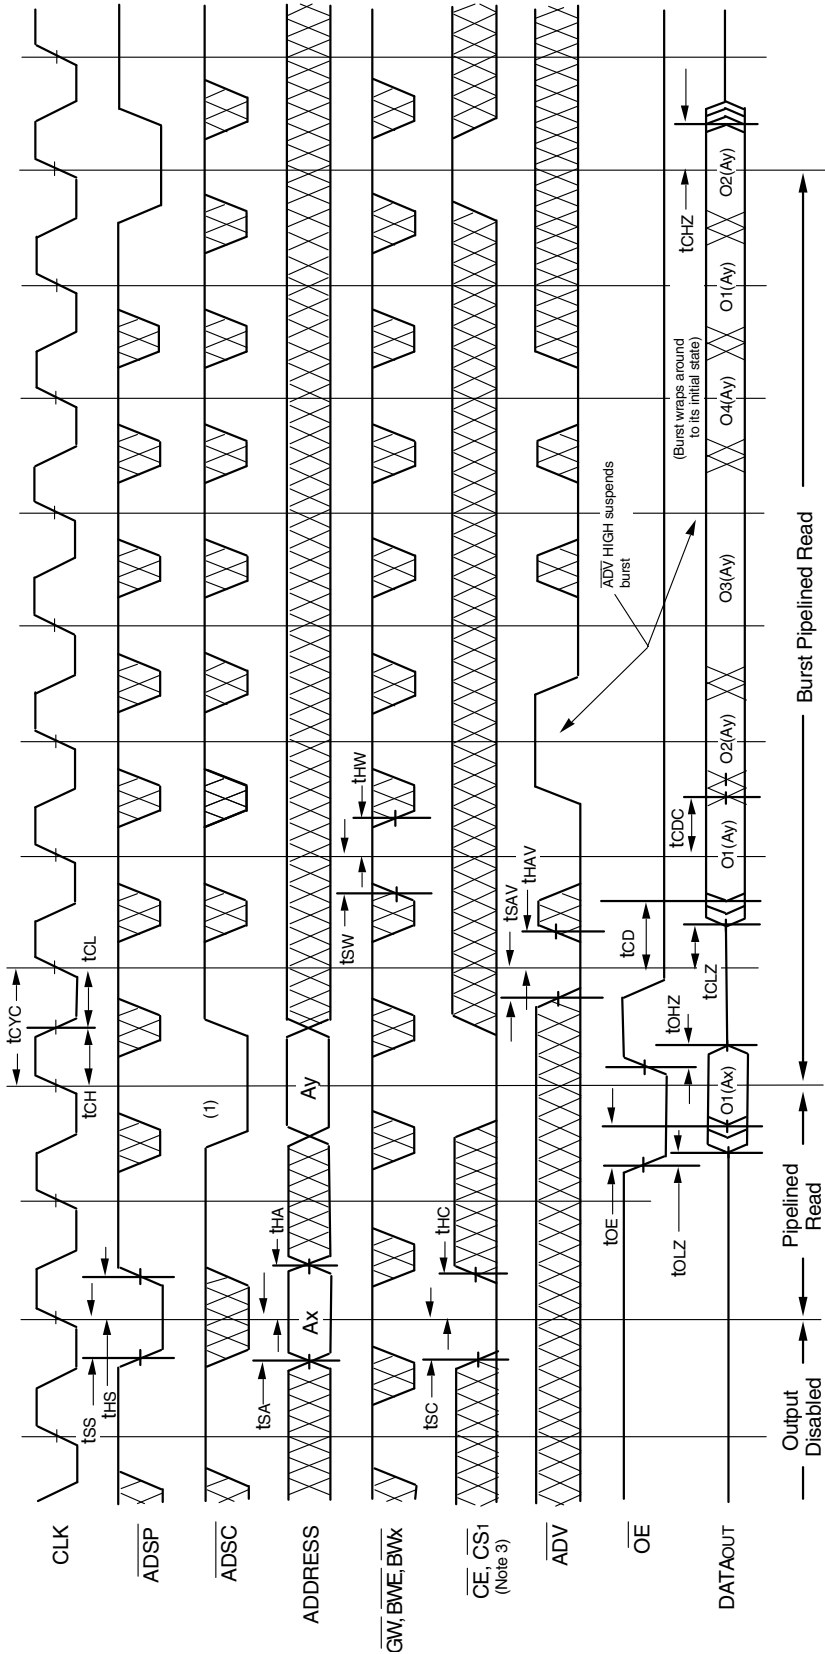 CLK
ADSP
ADSC
ADDRESS
GW, BWE, BWx
CE, CS1
(Note 3)
ADV
OE
DATAOUT
tCYC
tCH
tCL
tSS
tHS
(1)
tSA
tHA
Ax
Ay
tSW
tHW
tSC
tHC
tSAV
tHAV
ADV HIGH suspends
burst
tOE
tOHZ
tCD
tOLZ
tCLZ
tCDC
tCHZ
(Burst wraps around
to its initial state)
O1(Ax)
O1(Ay)
O2(Ay)
O3(Ay)
O4(Ay)
O1(Ay)
O2(Ay)
Output
Disabled
Pipelined
Read
Burst Pipelined Read